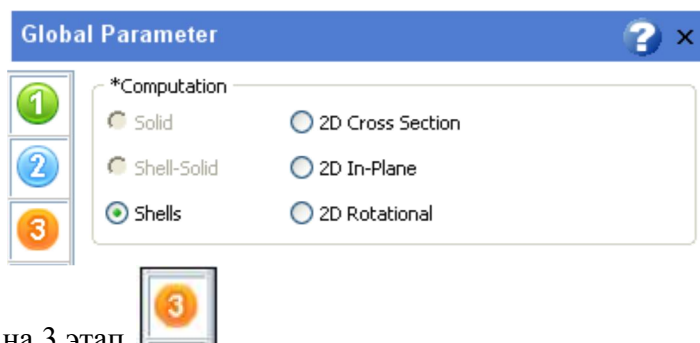 Global Parameter ? ×
1
*Computation
Solid 2D Cross Section
2
Shell-Solid 2D In-Plane
3
Shells 2D Rotational
на 3 этап 3